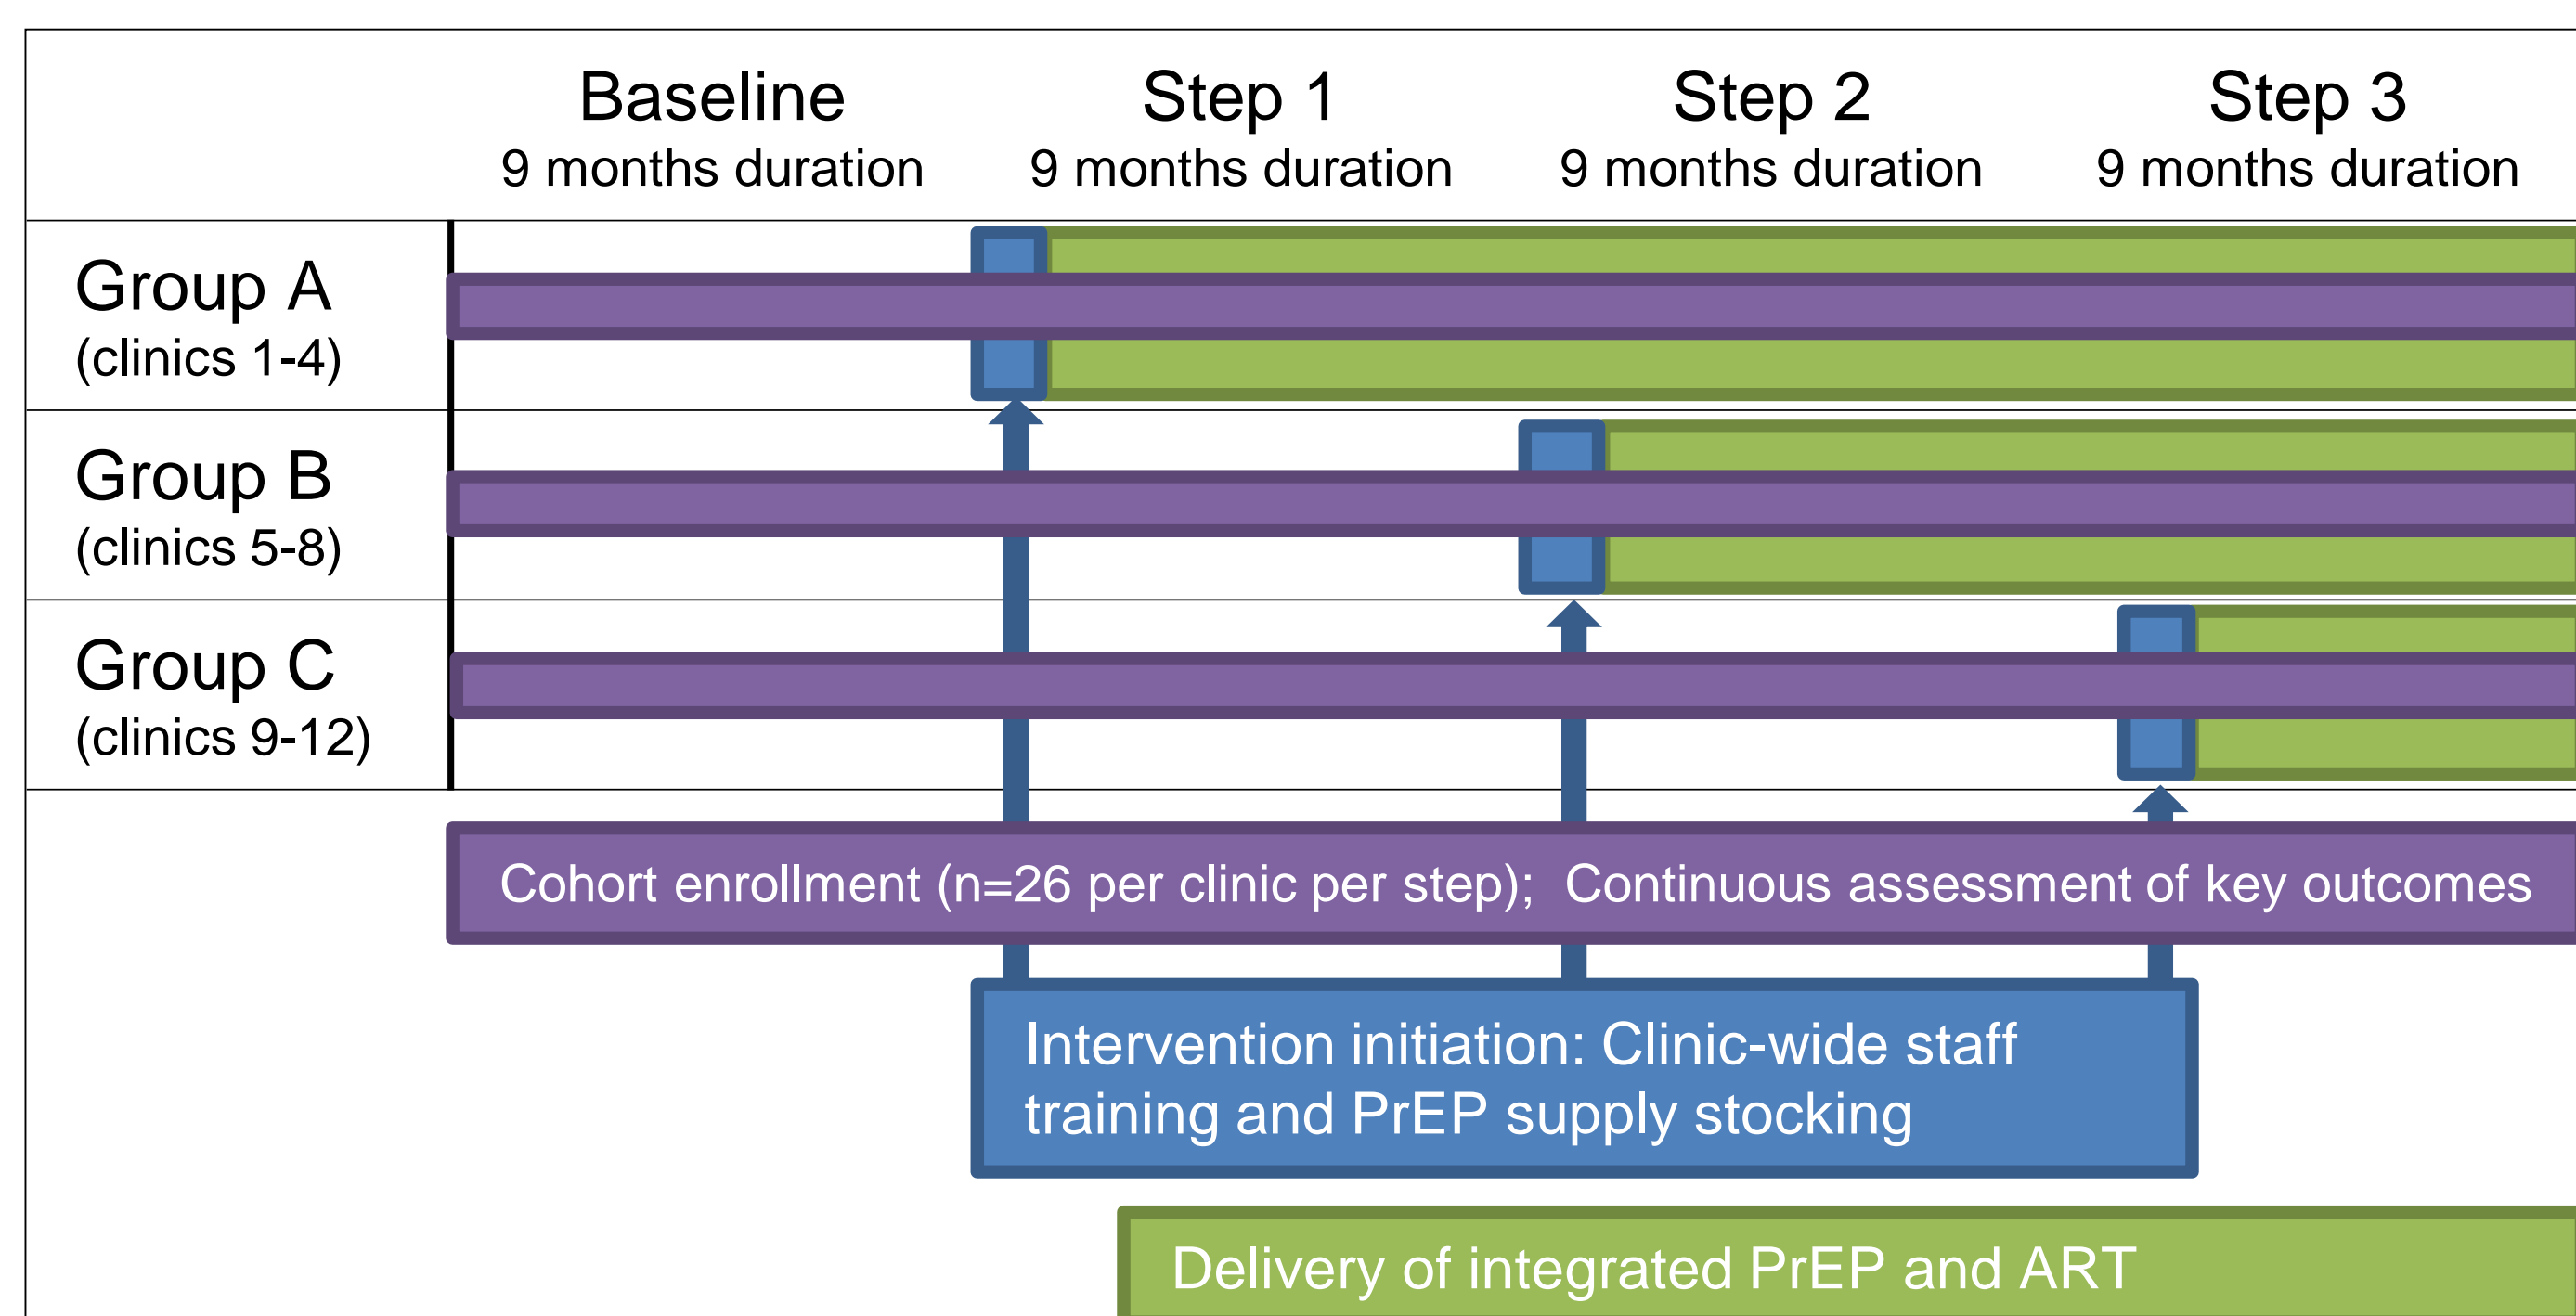 Baseline Step 1 Step 2 Step 3
9 months duration 9 months duration 9 months duration 9 months duration
Group A
(clinics 1-4)
Group B
(clinics 5-8)
Group C
(clinics 9-12)
Cohort enrollment (n=26 per clinic per step); Continuous assessment of key outcomes
Intervention initiation: Clinic-wide staff
training and PrEP supply stocking
Delivery of integrated PrEP and ART